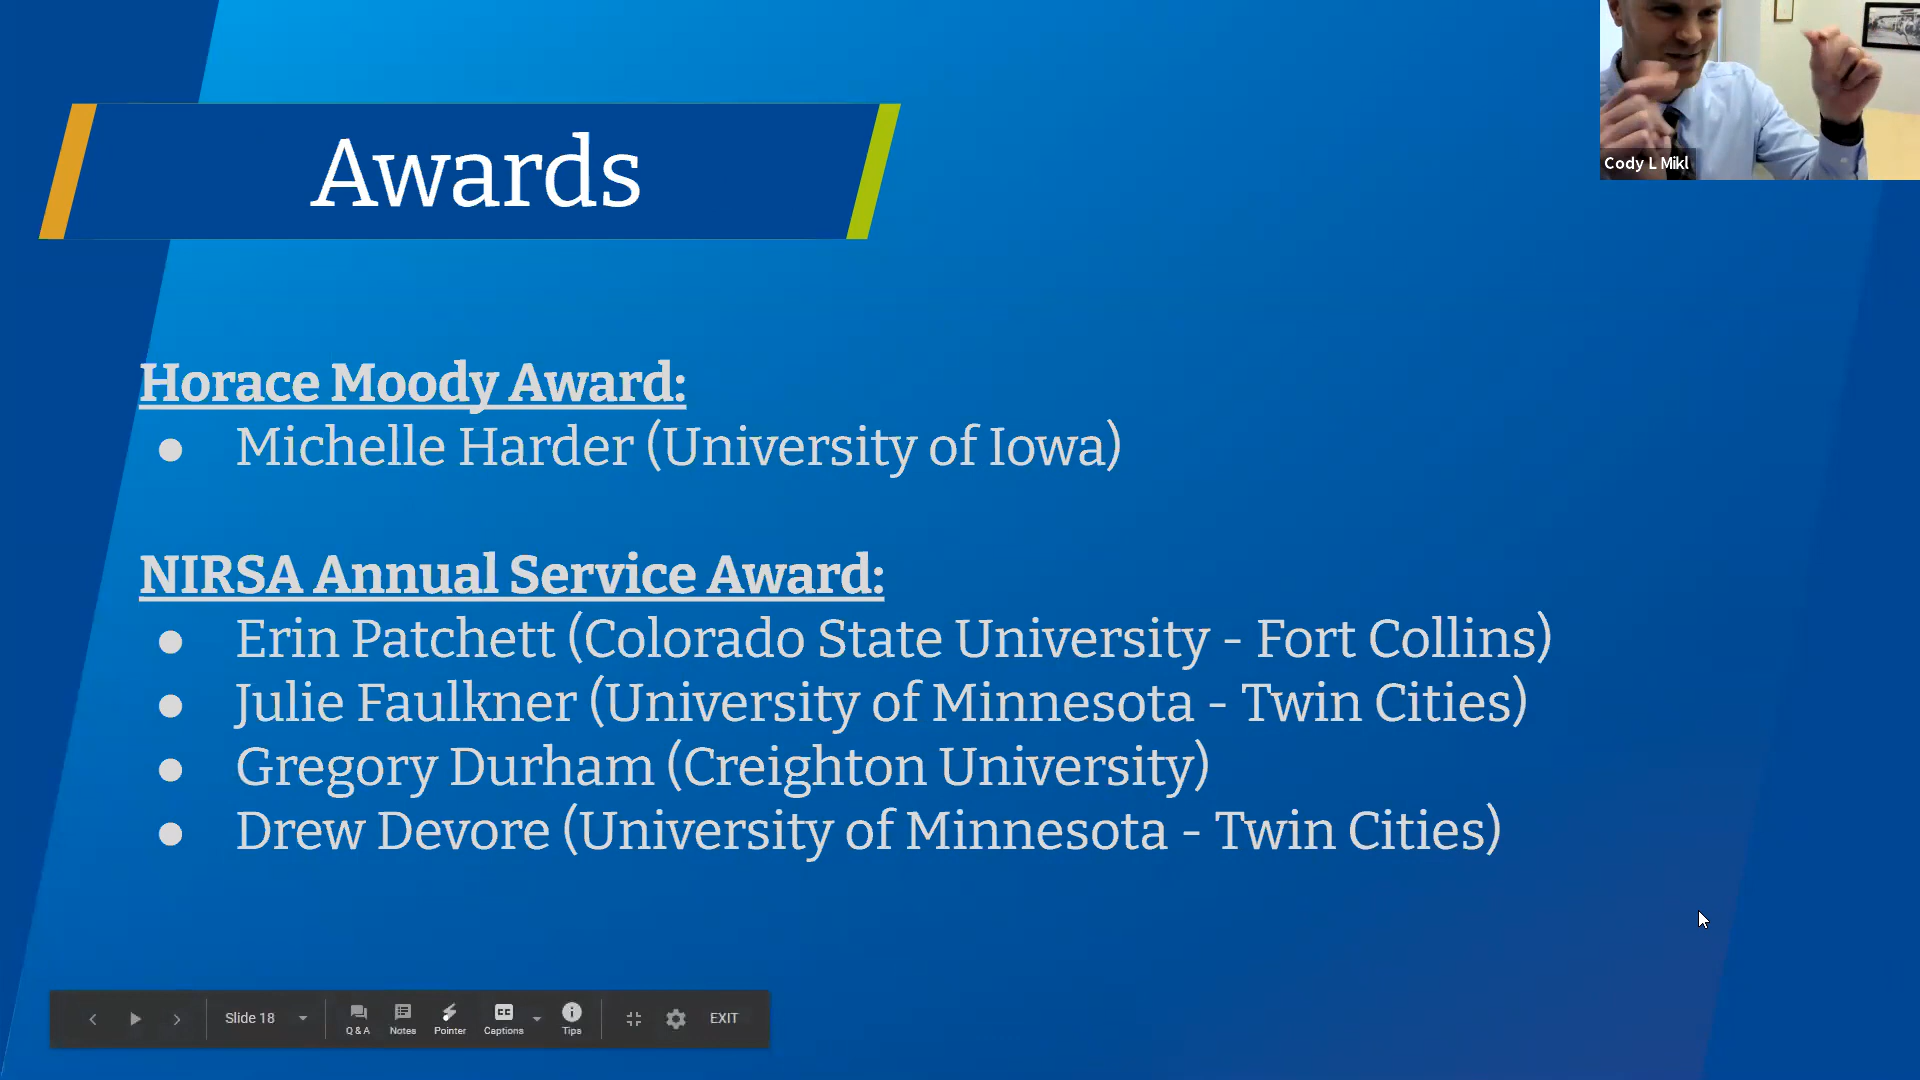 Awards
Cody L Mikl
Horace Moody Award:
● Michelle Harder (University of Iowa)
NIRSA Annual Service Award:
● Erin Patchett (Colorado State University - Fort Collins)
● Julie Faulkner (University of Minnesota - Twin Cities)
● Gregory Durham (Creighton University)
● Drew Devore (University of Minnesota - Twin Cities)
Slide 18
Q & A
Notes
Pointer
CC
Captions
Tips
EXIT